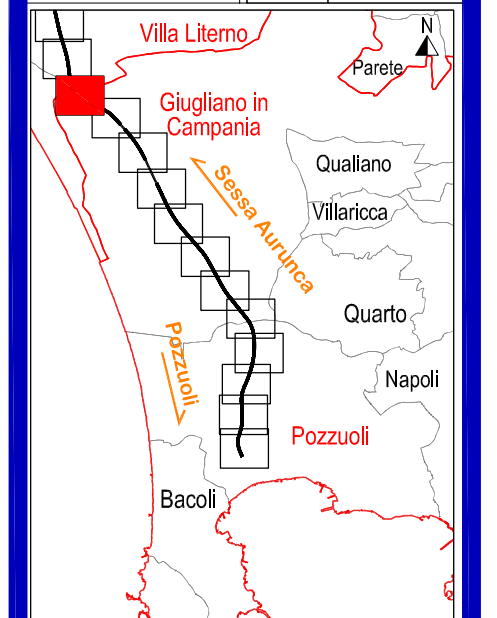 N
Villa Literno
Parete
Giugliano in
Campania
Qualiano
Sessa Aurunca
Villaricca
Quarto
Pozzuoli
Napoli
Pozzuoli
Bacoli